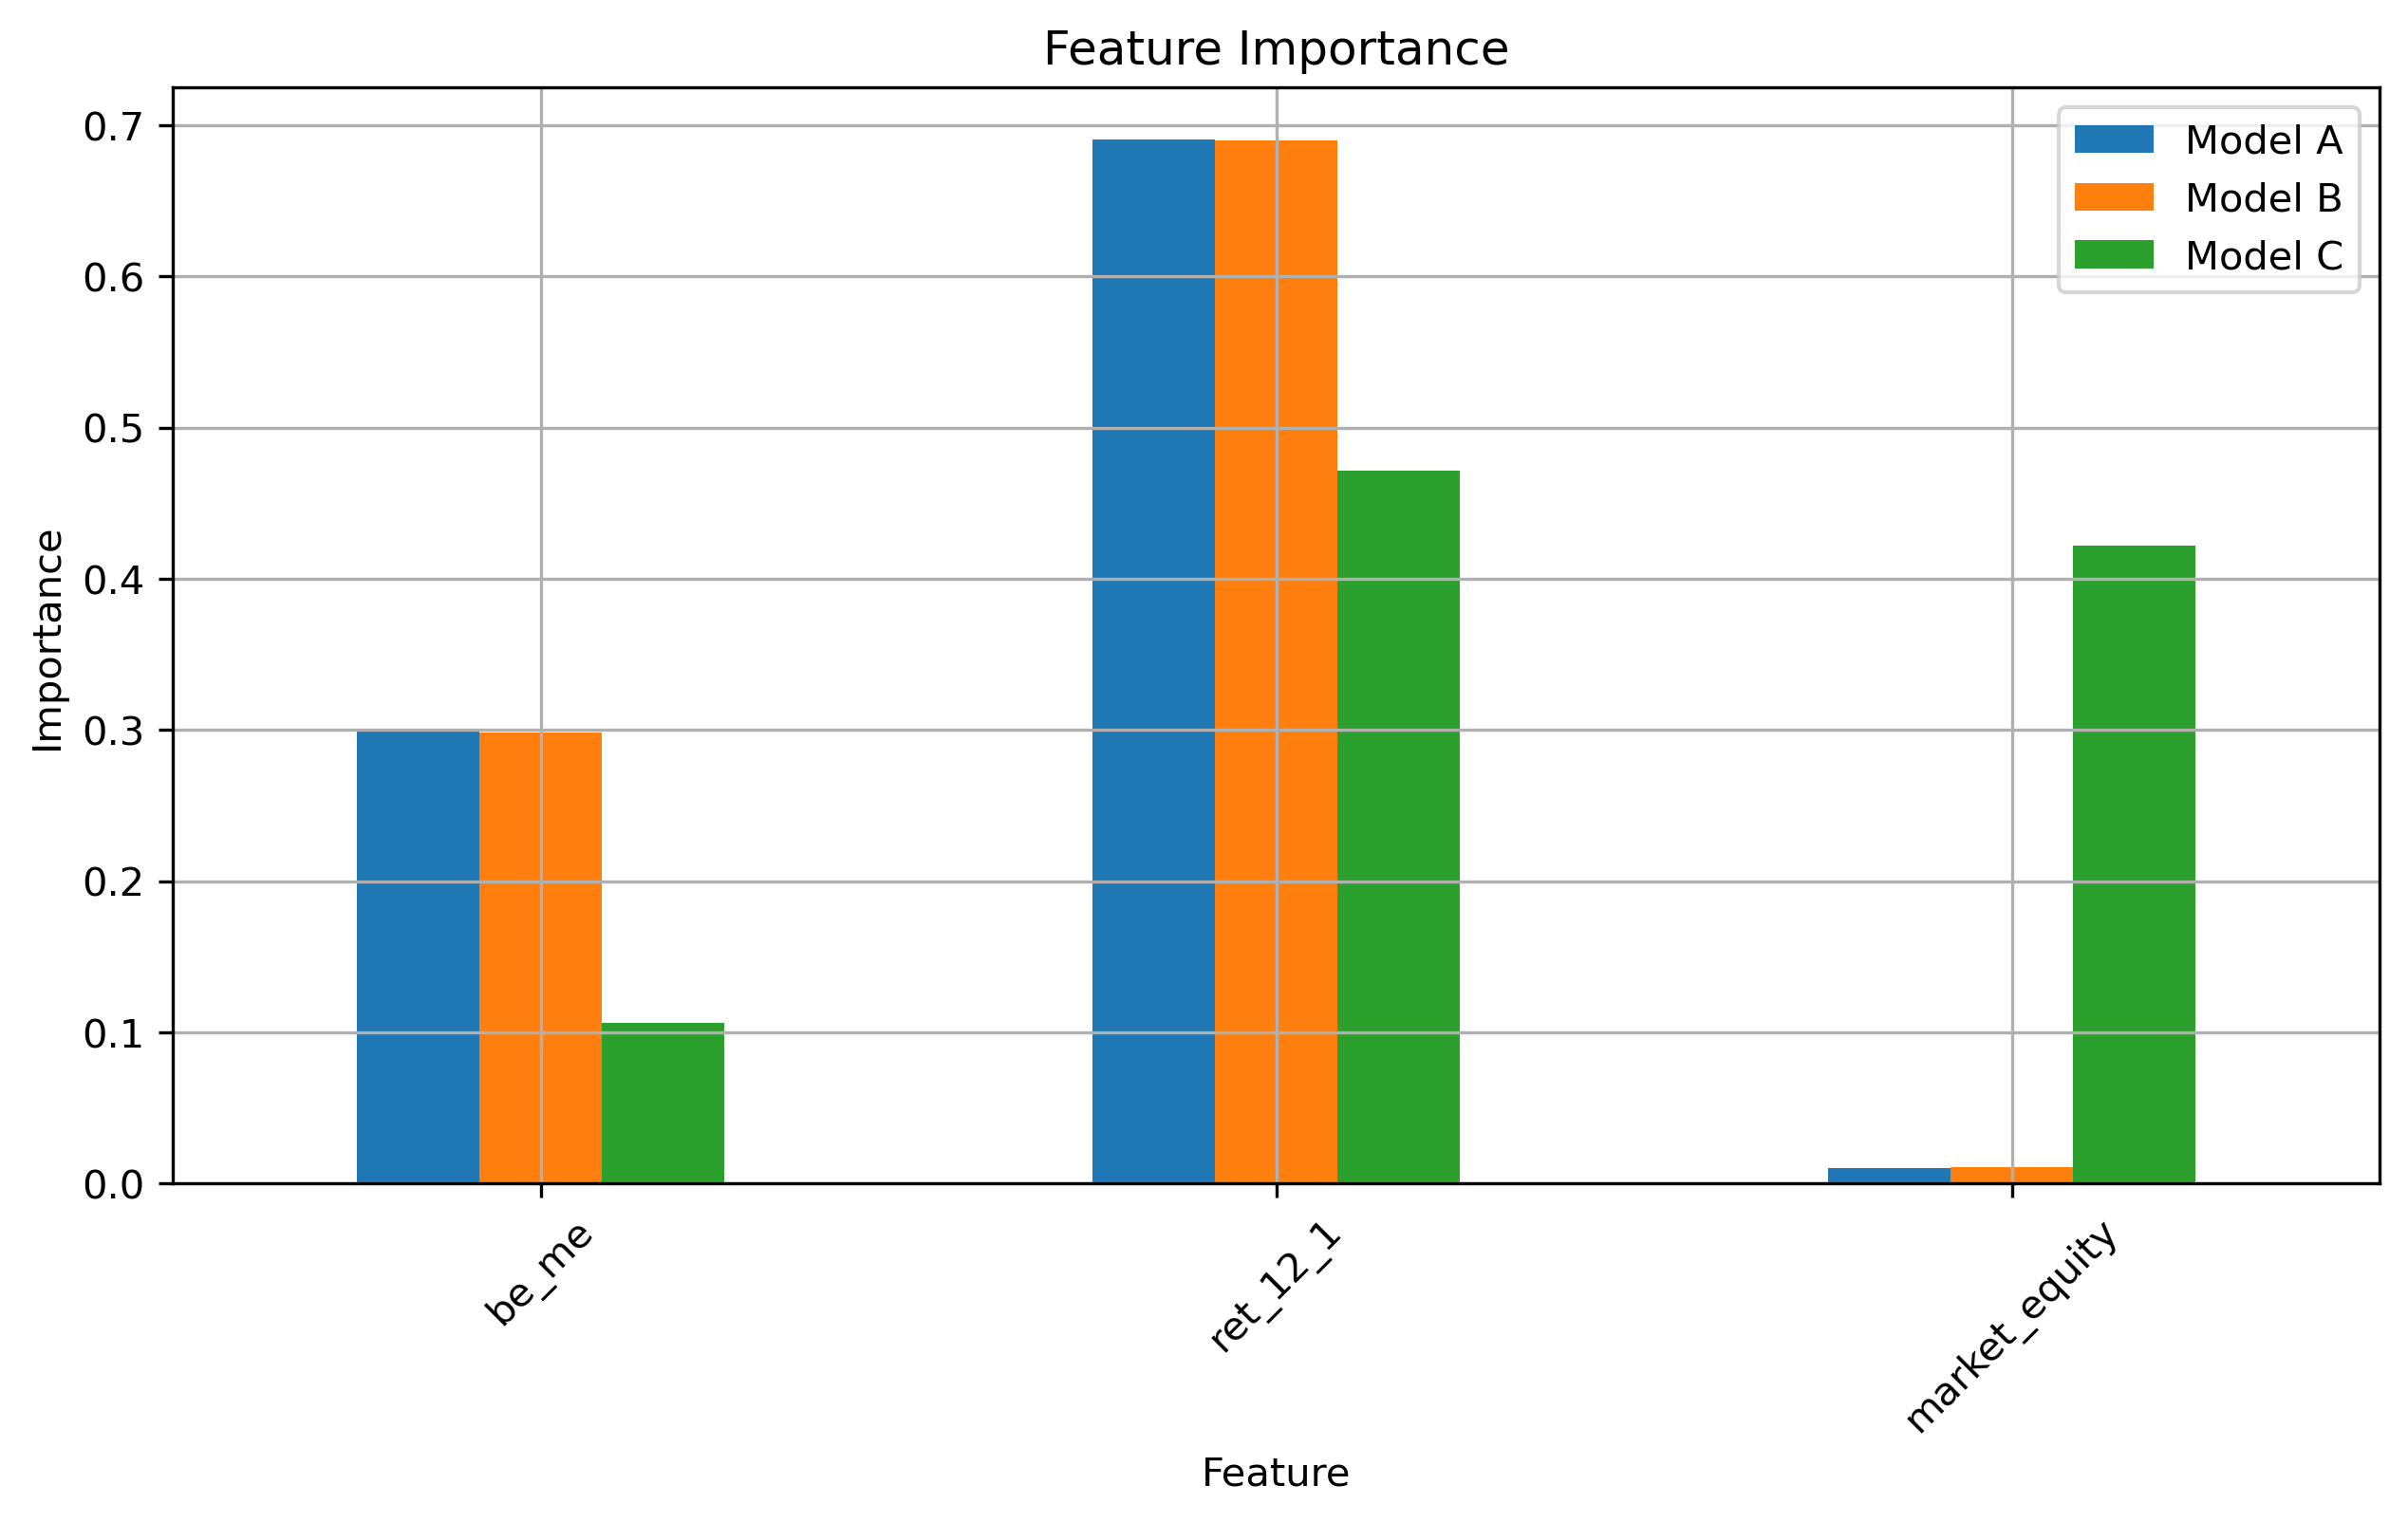 Feature Importance
Model A
Model B
Model C
Importance
0.7
0.6
0.5
0.4
0.3
0.2
0.1
0.0
be_me
ret_12_1
market_equity
Feature